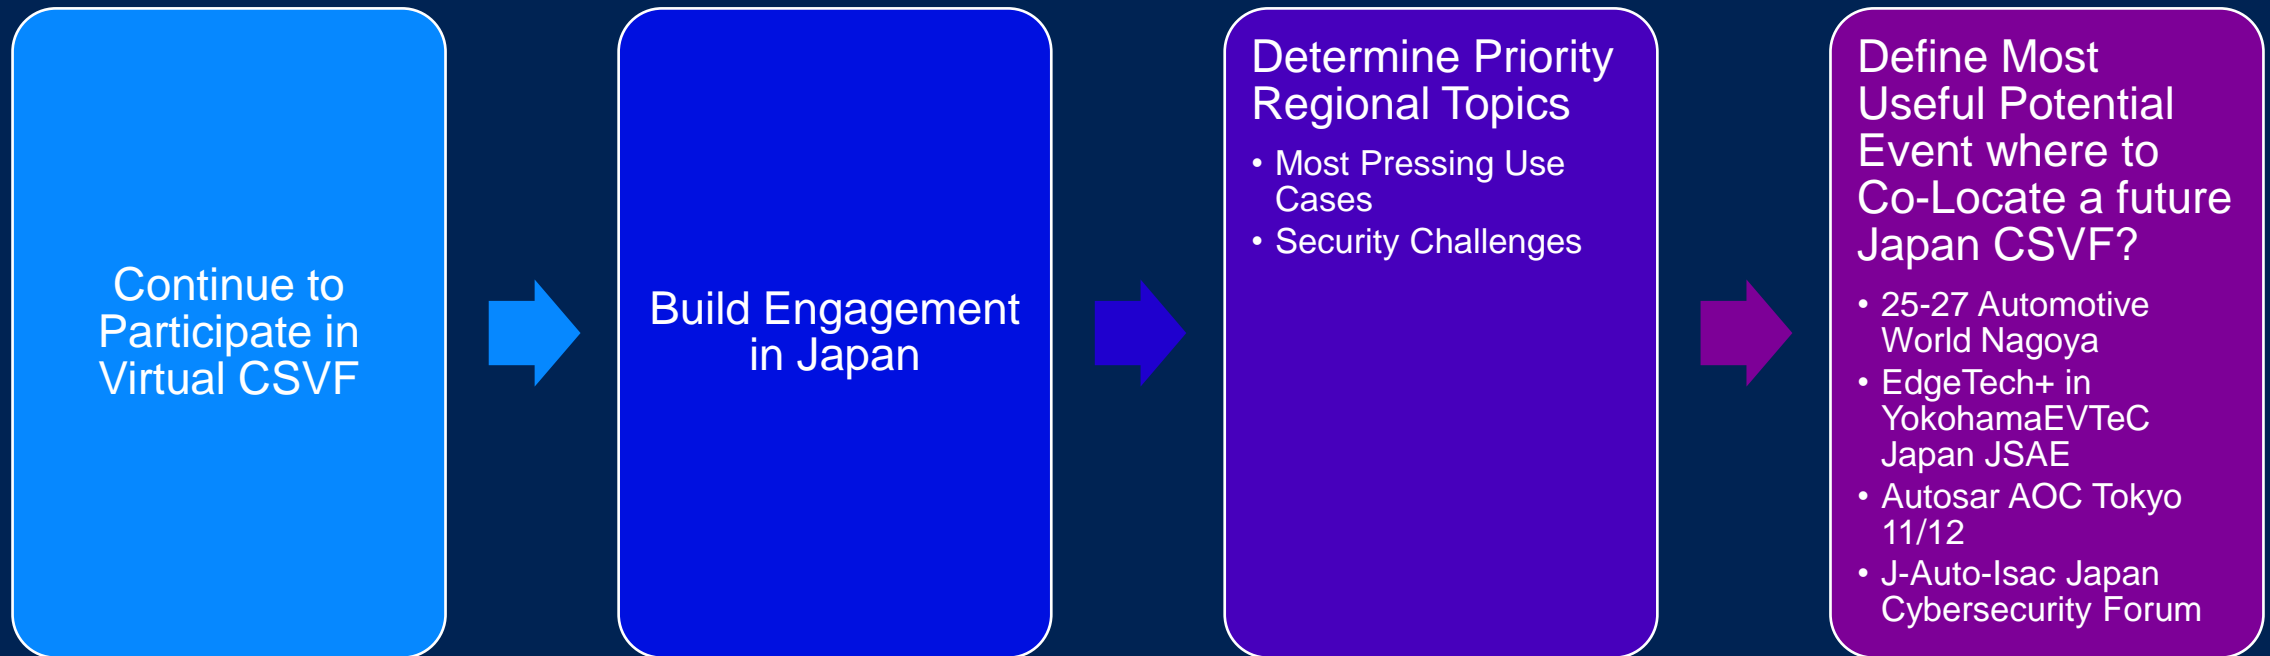 Continue to
Participate in
Virtual CSVF
Build Engagement
in Japan
Determine Priority
Regional Topics
• Most Pressing Use
Cases
• Security Challenges
Define Most
Useful Potential
Event where to
Co-Locate a future
Japan CSVF?
• 25-27 Automotive
World Nagoya
• EdgeTech+ in
YokohamaEVTeC
Japan JSAE
• Autosar AOC Tokyo
11/12
• J-Auto-Isac Japan
Cybersecurity Forum